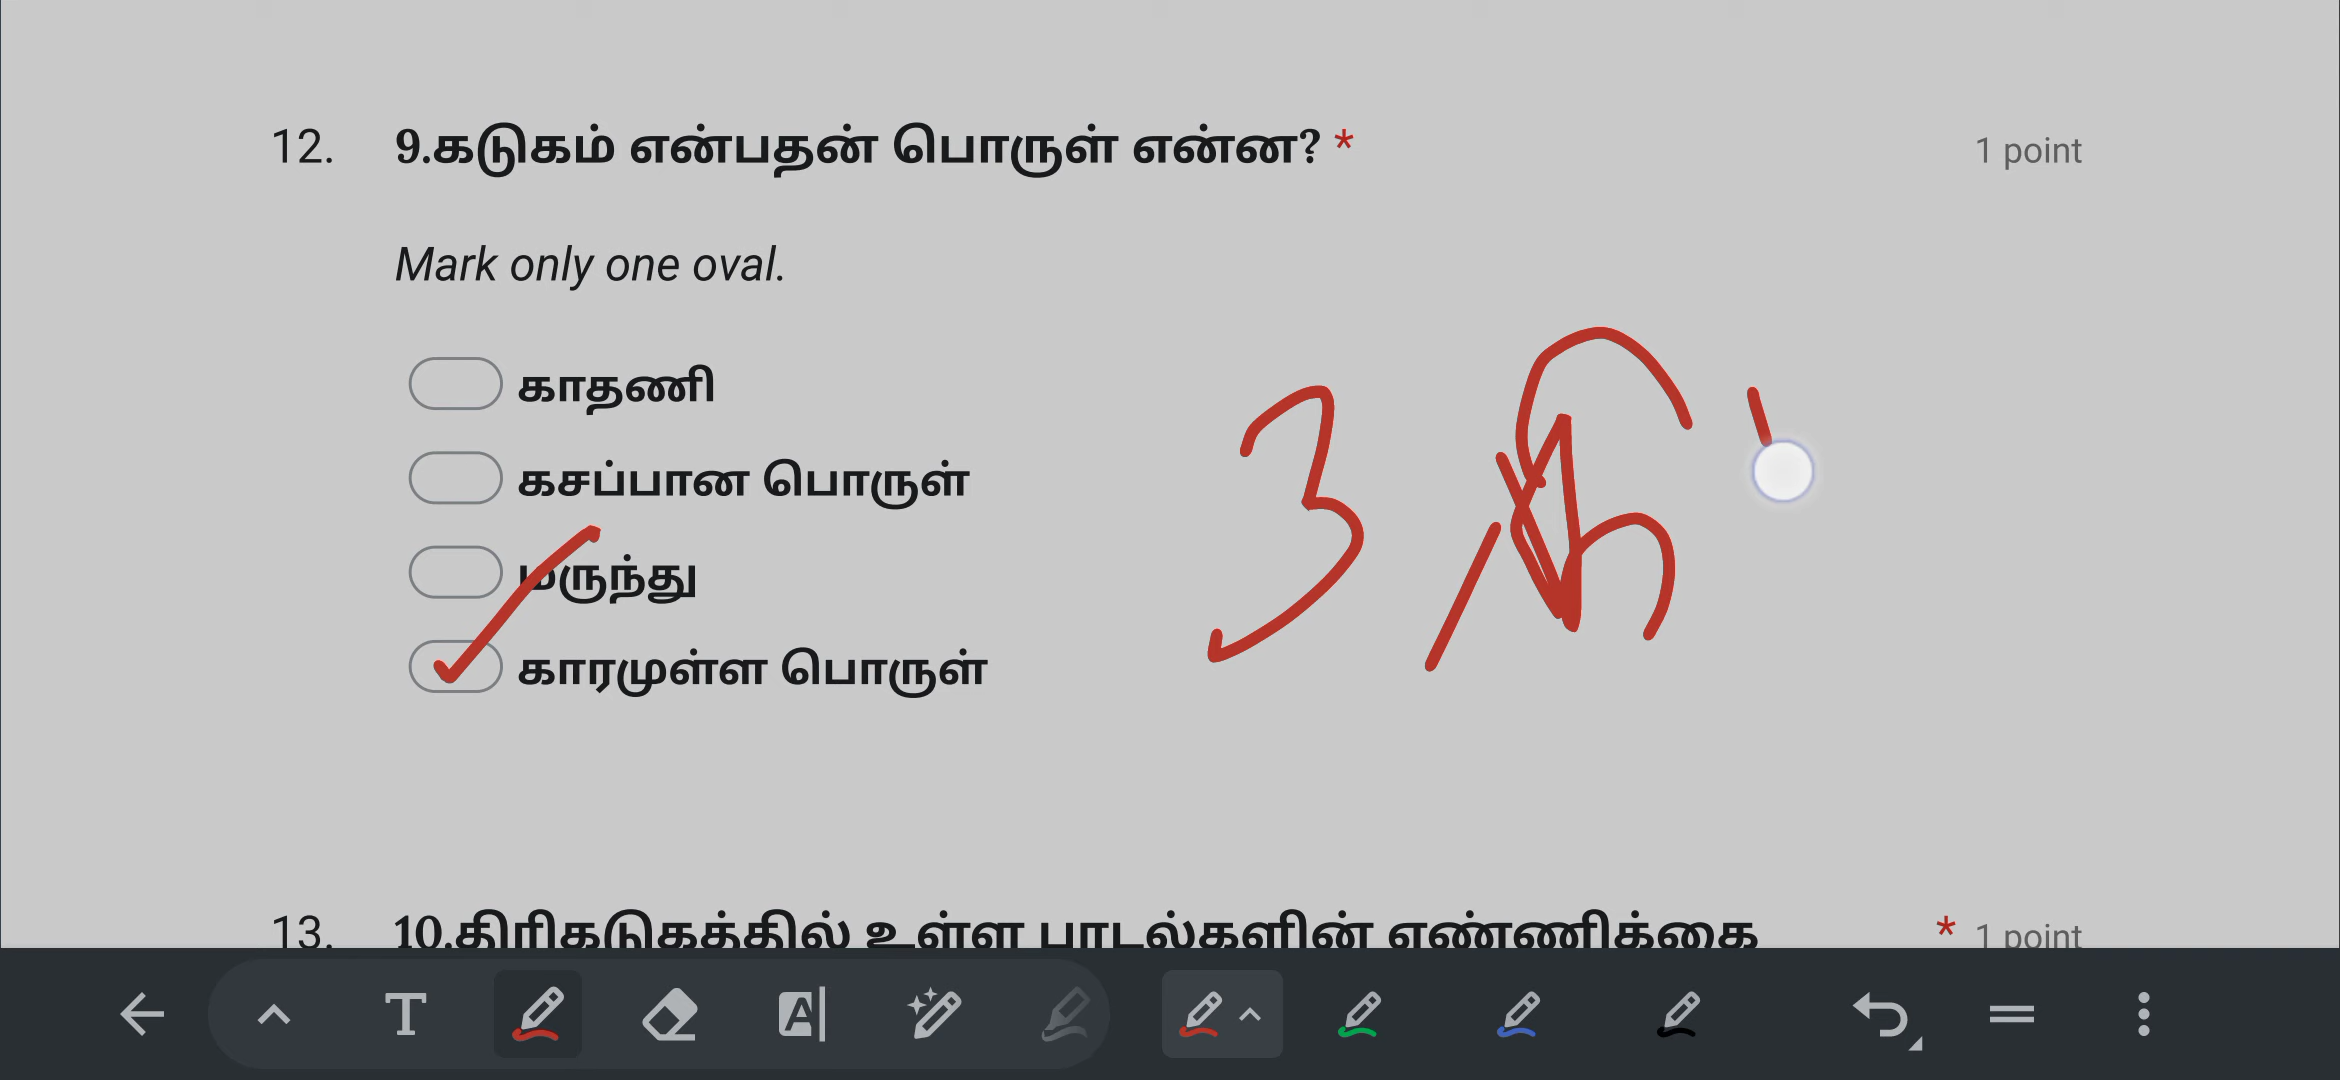 12. 9.கடுகம் என்பதன் பொருள் என்ன? * 1 point
Mark only one oval.
காதணி
கசப்பான பொருள்
மருந்து
காரமுள்ள பொருள்
3
13. 10.திரிகடுகத்தில் உள்ள பாடல்களின் எண்ணிக்கை * 1 point
T
A